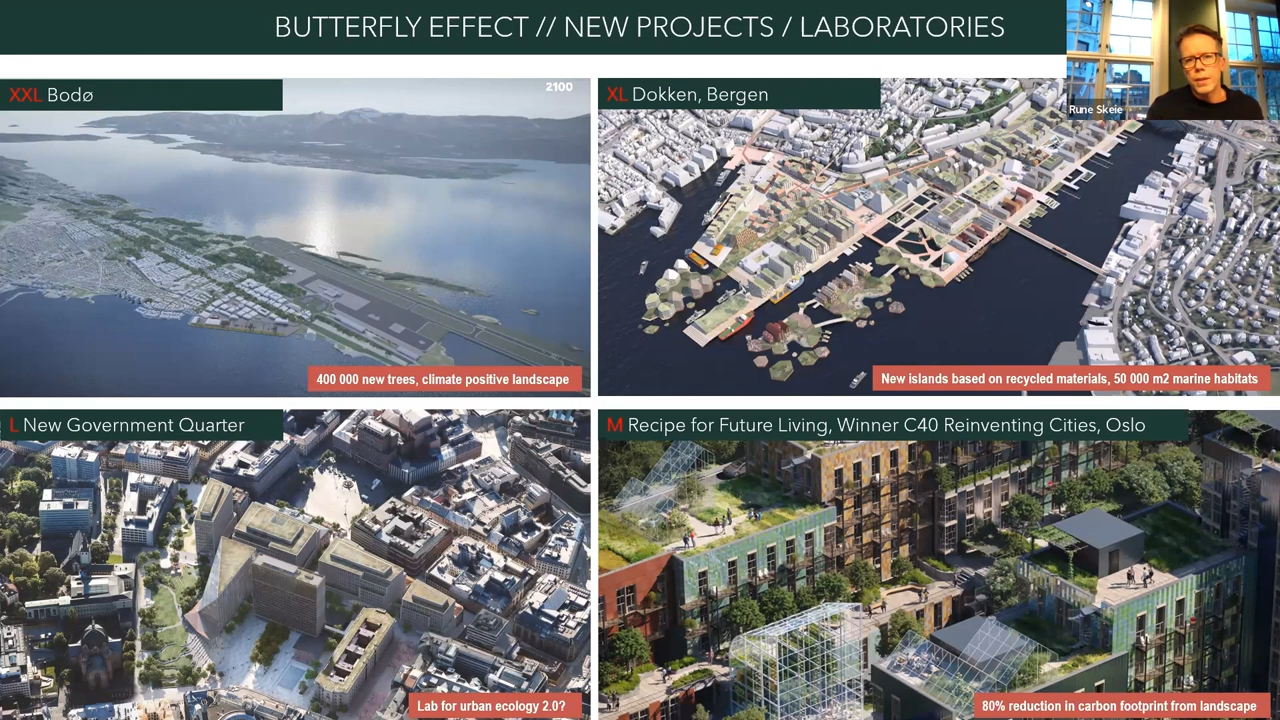 BUTTERFLY EFFECT // NEW PROJECTS / LABORATORIES
Rune Skeie
XXL Bodø
2100
400 000 new trees, climate positive landscape
XL Dokken, Bergen
New islands based on recycled materials, 50 000 m2 marine habitats
L New Government Quarter
Lab for urban ecology 2.0?
M Recipe for Future Living, Winner C40 Reinventing Cities, Oslo
80% reduction in carbon footprint from landscape